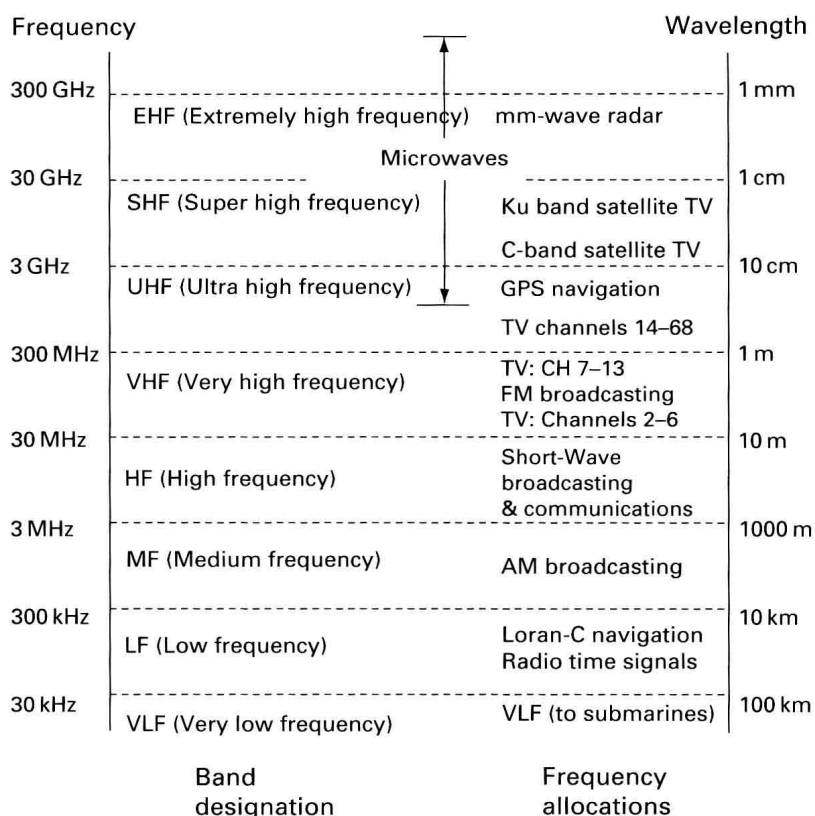 Frequency Wavelength
300 GHz 1 mm
EHF (Extremely high frequency) mm-wave radar
Microwaves
30 GHz 1 cm
SHF (Super high frequency) Ku band satellite TV
C-band satellite TV
3 GHz 10 cm
UHF (Ultra high frequency) GPS navigation
TV channels 14–68
300 MHz 1 m
VHF (Very high frequency) TV: CH 7–13
FM broadcasting
TV: Channels 2–6
30 MHz 10 m
HF (High frequency) Short-Wave
broadcasting
& communications
3 MHz 1000 m
MF (Medium frequency) AM broadcasting
300 kHz 10 km
LF (Low frequency) Loran-C navigation
Radio time signals
30 kHz 100 km
VLF (Very low frequency) VLF (to submarines)
Band Frequency
designation allocations